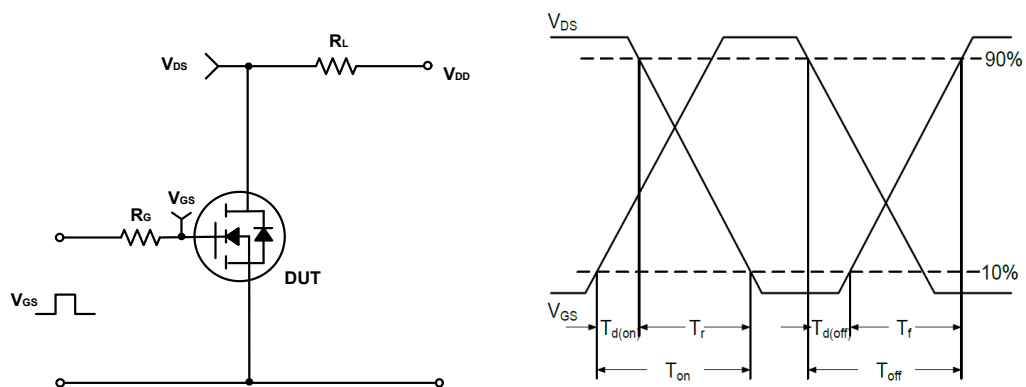 RL
VDS
VDD
VGS
RG
DUT
VGS
VDS
90%
10%
VGS
Td(on)
Tr
Td(off)
Tf
Ton
Toff